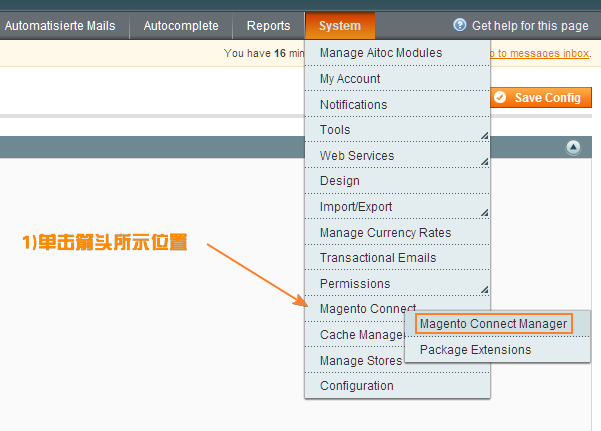 Automatisierte Mails Autocomplete Reports System Get help for this page
You have 16 min o to messages inbox.
Manage Aitoc Modules
My Account
Save Config
Notifications
Tools
Web Services
Design
Import/Export
Manage Currency Rates
1)单击箭头所示位置
Transactional Emails
Permissions
Magento Connect
Magento Connect Manager
Cache Manage
Package Extensions
Manage Stores
Configuration